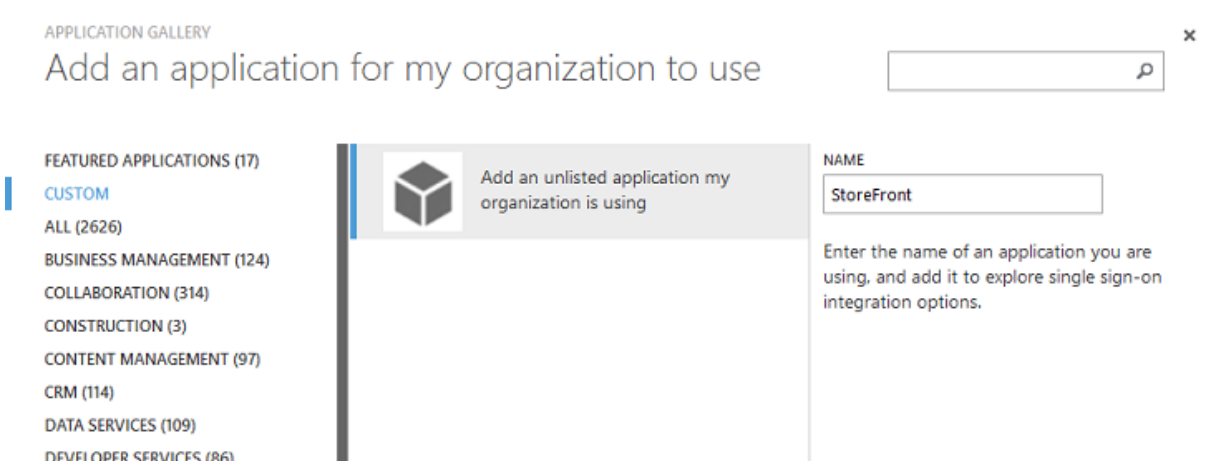 APPLICATION GALLERY
Add an application for my organization to use
FEATURED APPLICATIONS (17)
CUSTOM
ALL (2626)
BUSINESS MANAGEMENT (124)
COLLABORATION (314)
CONSTRUCTION (3)
CONTENT MANAGEMENT (97)
CRM (114)
DATA SERVICES (109)
DEVELOPER SERVICES (86)
Add an unlisted application my
organization is using
NAME
StoreFront
Enter the name of an application you are
using, and add it to explore single sign-on
integration options.